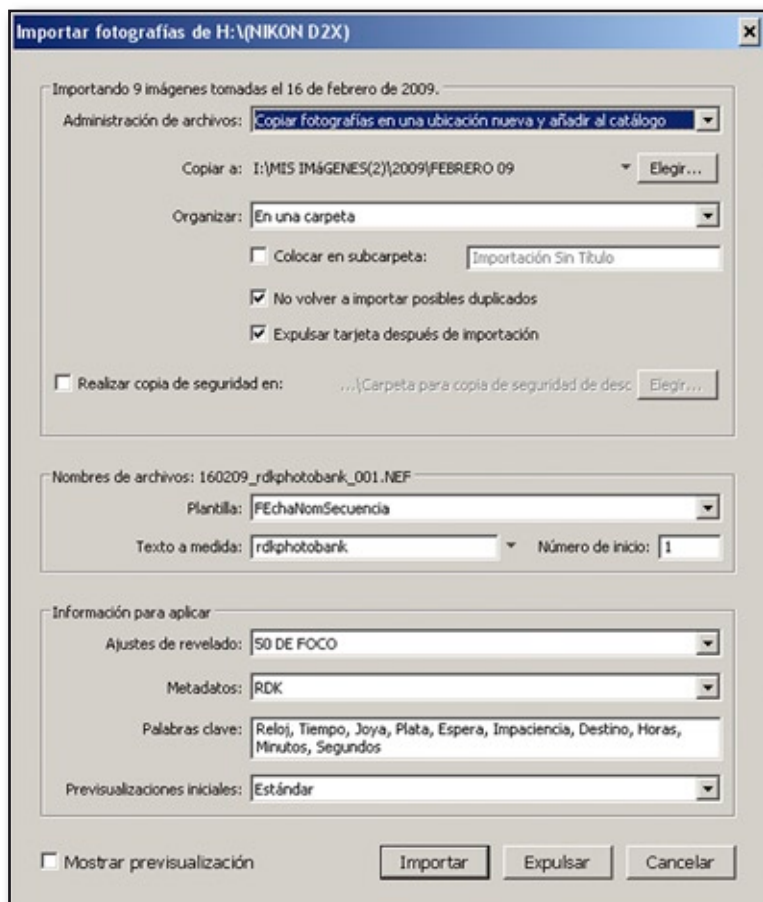 Importar fotografías de H:\(NIKON D2X)
Importando 9 imágenes tomadas el 16 de febrero de 2009.
Administración de archivos: Copiar fotografías en una ubicación nueva y añadir al catálogo
Copiar a: I:\MIS IMáGENES(2)\2009\FEBRERO 09 Elegir...
Organizar: En una carpeta
Colocar en subcarpeta: Importación Sin Título
No volver a importar posibles duplicados
Expulsar tarjeta después de importación
Realizar copia de seguridad en: ...\Carpeta para copia de seguridad de desc Elegir...
Nombres de archivos: 160209_rdkphotobank_001.NEF
Plantilla: FEchaNomSecuencia
Texto a medida: rdkphotobank Número de inicio: 1
Información para aplicar
Ajustes de revelado: 50 DE FOCO
Metadatos: RDK
Palabras clave: Reloj, Tiempo, Joya, Plata, Espera, Impaciencia, Destino, Horas,
Minutos, Segundos
Previsualizaciones iniciales: Estándar
Mostrar previsualización Importar Expulsar Cancelar